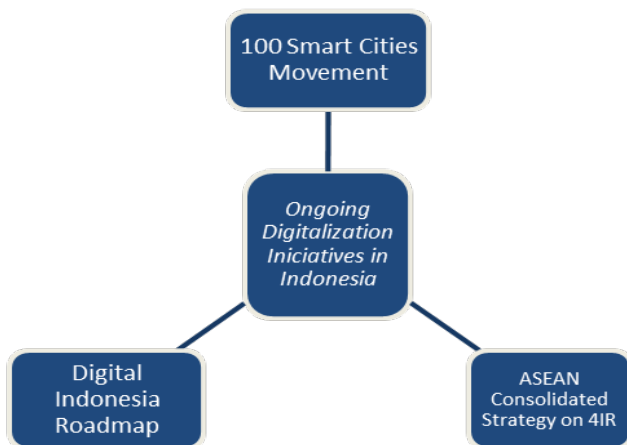 100 Smart Cities
Movement
Ongoing
Digitalization
Iniciatives in
Indonesia
Digital
Indonesia
Roadmap
ASEAN
Consolidated
Strategy on 4IR